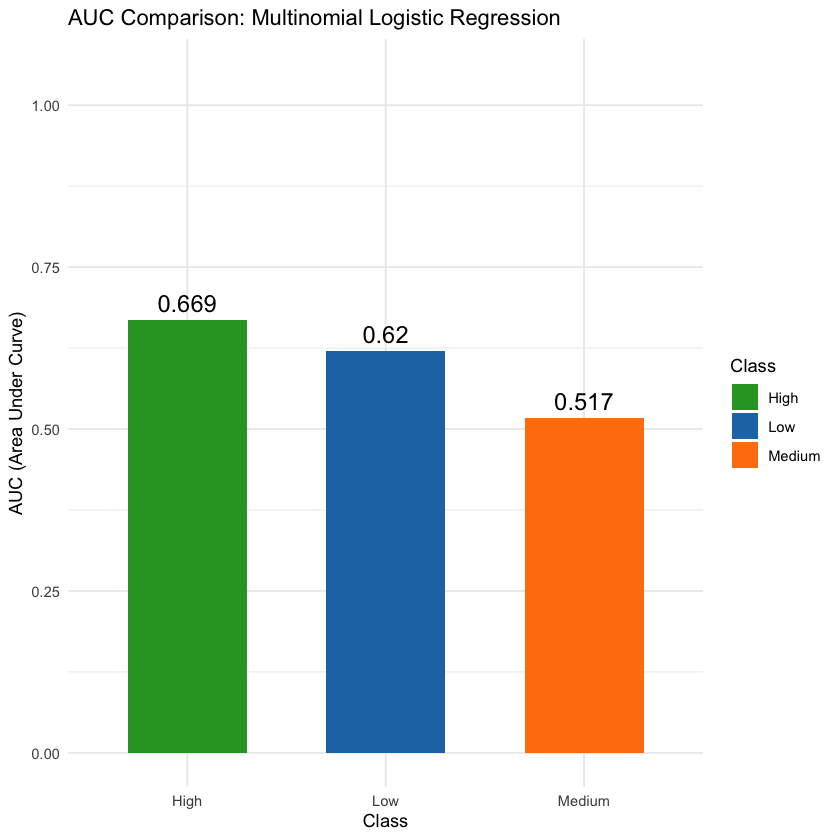 AUC Comparison: Multinomial Logistic Regression
1.00
0.75
0.50
0.25
0.00
AUC (Area Under Curve)
0.669
0.62
0.517
High
Low
Medium
Class
Class
High
Low
Medium